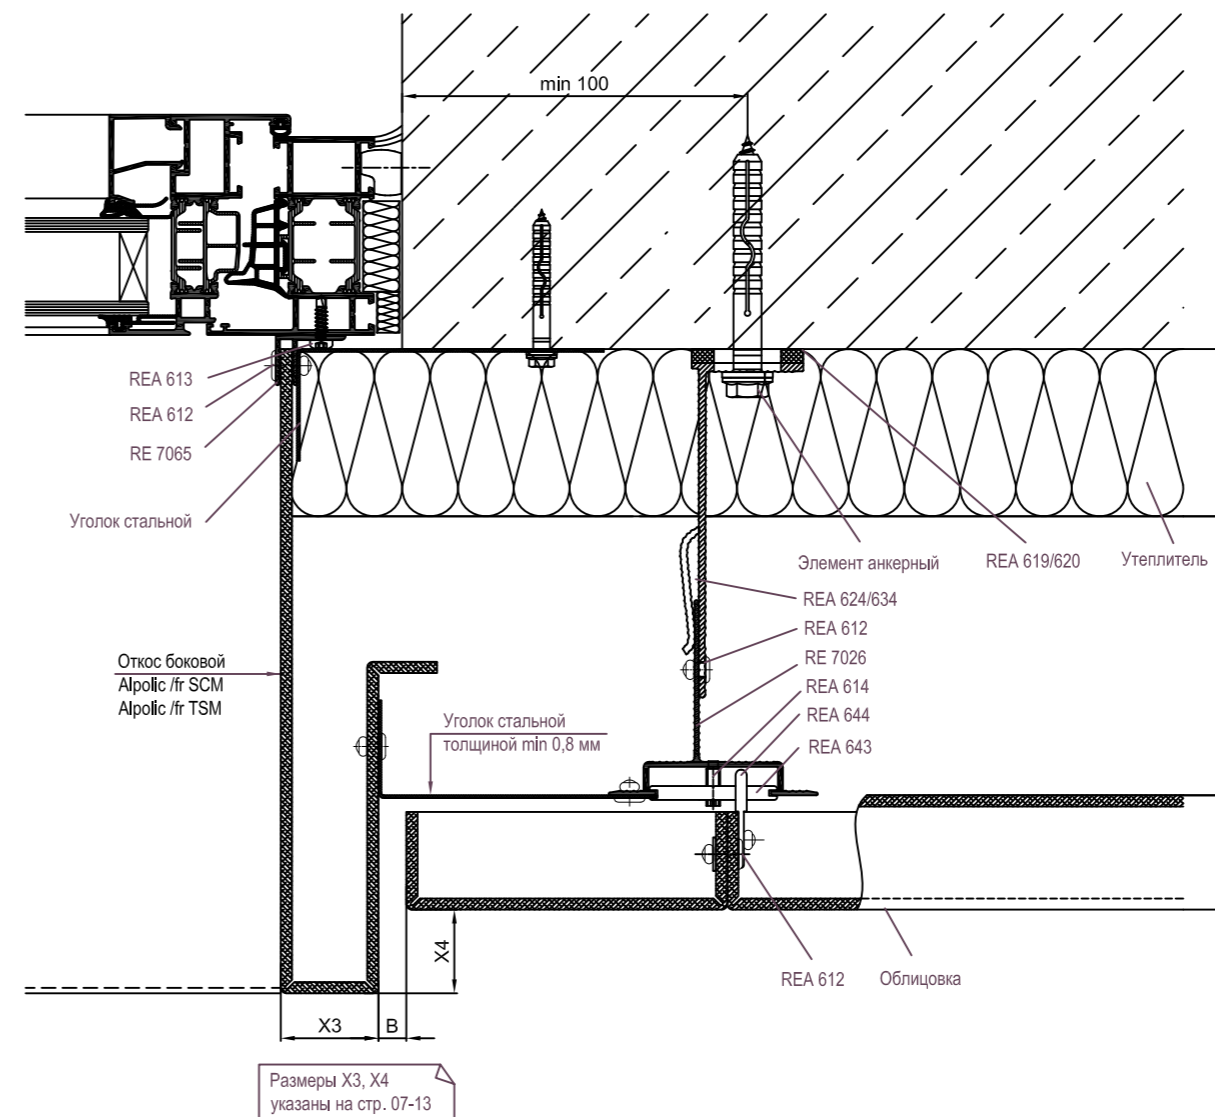 min 100
REA 613
REA 612
RE 7065
Уголок стальной
Элемент анкерный
REA 619/620
Утеплитель
REA 624/634
REA 612
RE 7026
REA 614
REA 644
REA 643
Откос боковой
Alpolic /fr SCM
Alpolic /fr TSM
Уголок стальной
толщиной min 0,8 мм
X4
REA 612
Облицовка
X3
B
Размеры X3, X4
указаны на стр. 07-13